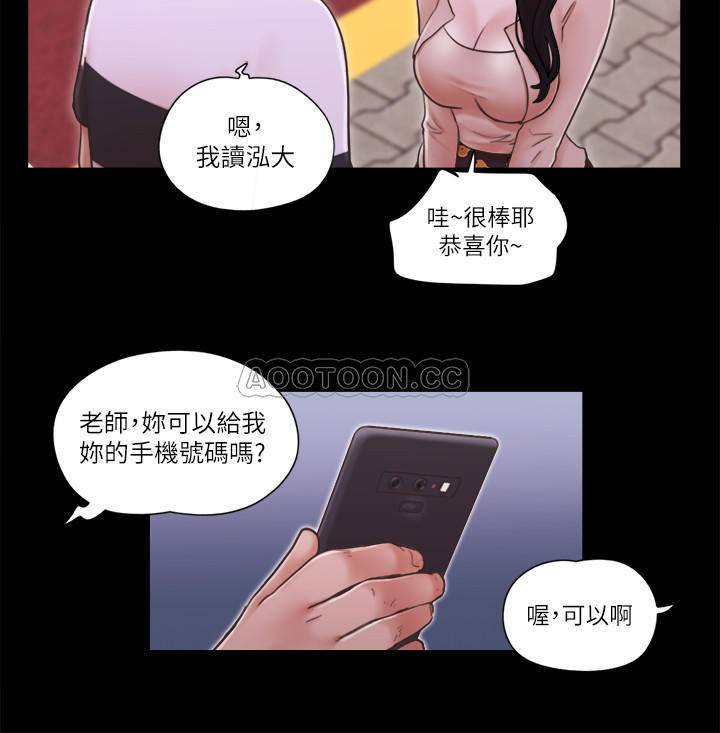 嗯，
我讀泓大
哇~很棒耶
恭喜你~
AOOTOON.CC
老師，妳可以給我
妳的手機號碼嗎?
喔，可以啊